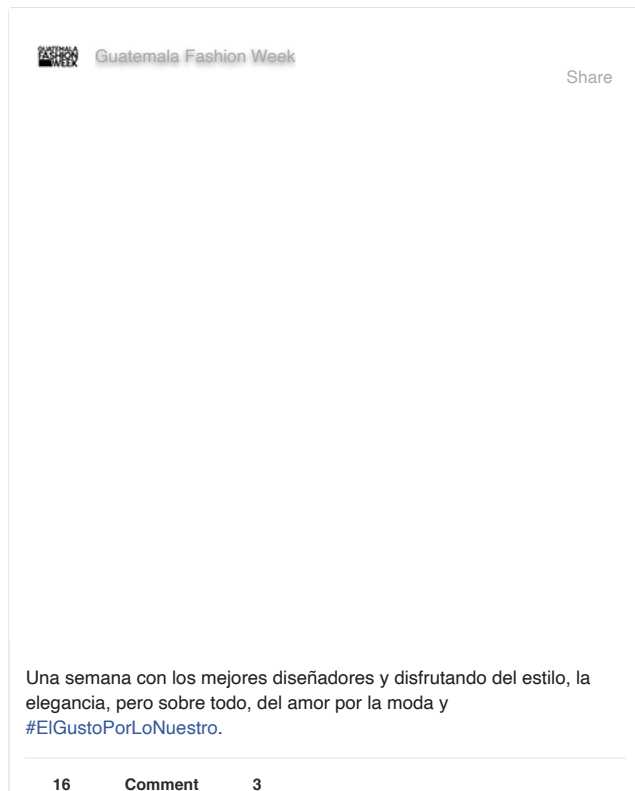 GUATEMALA
FASHION
WEEK
Guatemala Fashion Week
Share
Una semana con los mejores diseñadores y disfrutando del estilo, la
elegancia, pero sobre todo, del amor por la moda y
#ElGustoPorLoNuestro.
16 Comment 3